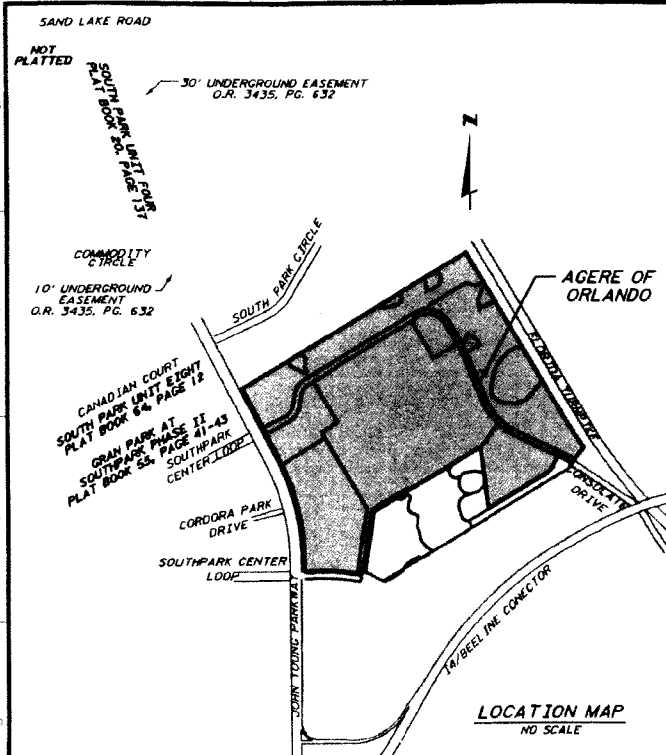 SAND LAKE ROAD
NOT
PLATTED
SOUTH PARK UNIT FOUR
PLAT BOOK 20, PAGE 137
30' UNDERGROUND EASEMENT
O.R. 3435, PG. 632
N
COMMODITY
CIRCLE
10' UNDERGROUND
EASEMENT
O.R. 3435, PG. 632
SOUTH PARK CIRCLE
AGERE OF
ORLANDO
FLORIDA TURNPIKE
CANADIAN COURT
SOUTH PARK UNIT EIGHT
PLAT BOOK 64, PAGE 12
GRAN PARK AT
SOUTHPARK PHASE II
PLAT BOOK 55, PAGE 41-43
SOUTHPARK
CENTER LOOP
CONSULATE
DRIVE
CORDORA PARK
DRIVE
SOUTHPARK CENTER
LOOP
JOHN YOUNG PARKWAY
/BEELINE CONECTOR
LOCATION MAP
NO SCALE